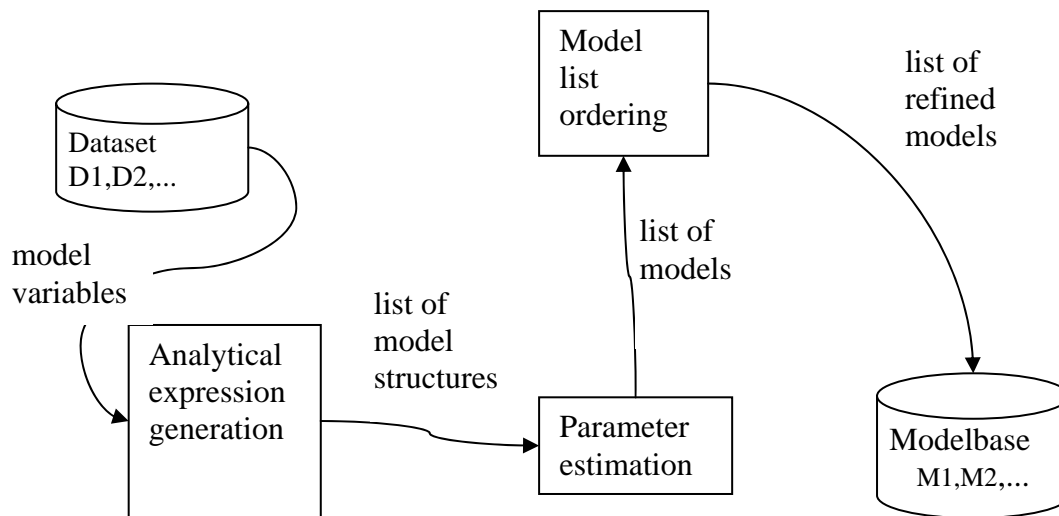 Dataset
D1,D2,...
model
variables
Analytical
expression
generation
list of
model
structures
Parameter
estimation
list of
models
Model
list
ordering
list of
refined
models
Modelbase
M1,M2,...